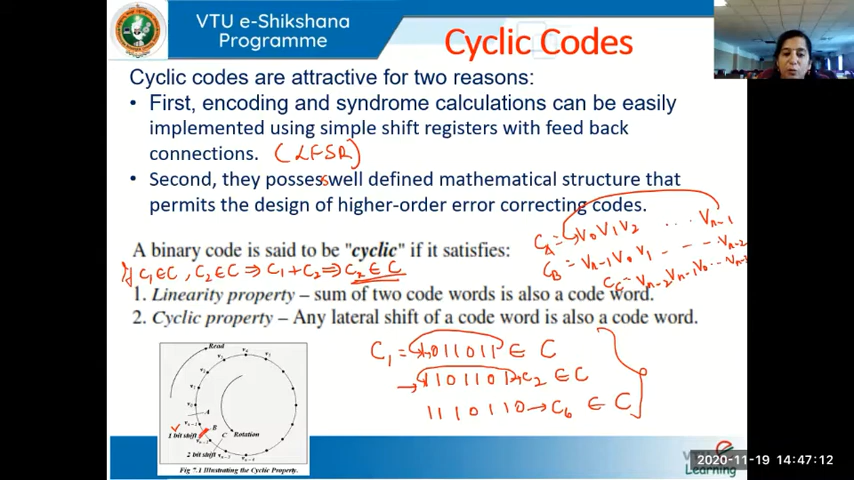 VTU e-Shikshana
Programme
Cyclic Codes
Cyclic codes are attractive for two reasons:
• First, encoding and syndrome calculations can be easily
implemented using simple shift registers with feed back
connections. (LFSR)
• Second, they possess well defined mathematical structure that
permits the design of higher-order error correcting codes.
CA = V0 V1 V2 ... Vn-1
A binary code is said to be "cyclic" if it satisfies:
CB = Vn-1 V0 V1 - - - Vn-2
If C1∈C, C2∈C ⇒ C1 + C2 ⇒ Cx ∈ C
CC = Vn-2 Vn-1 V0 - - Vn-3
1. Linearity property – sum of two code words is also a code word.
2. Cyclic property – Any lateral shift of a code word is also a code word.
C1 = 1011011 ∈ C
→ 1101101 → C2 ∈ C
1110110 → C6 ∈ C
Read
A
B
1 bit shift
C
Rotation
2 bit shift
Fig 7.1 Illustrating the Cyclic Property.
VTU e
Learning
2020-11-19 14:47:12